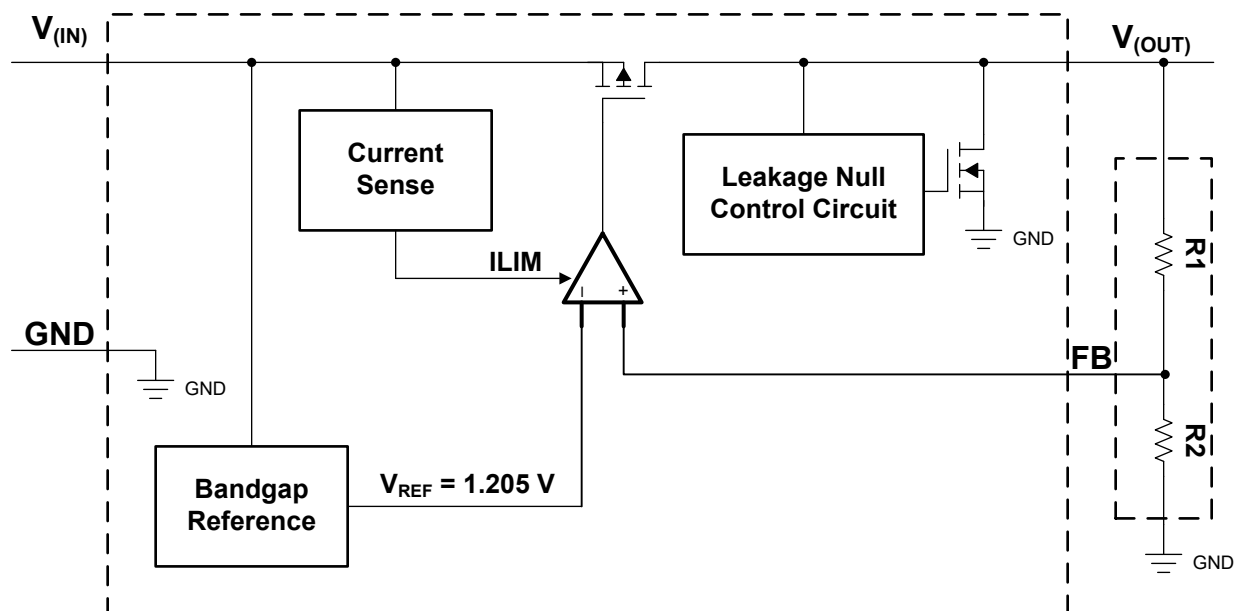 V(IN)
V(OUT)
Current
Sense
Leakage Null
Control Circuit
GND
R1
ILIM
–
+
GND
GND
FB
R2
Bandgap
Reference
VREF = 1.205 V
GND